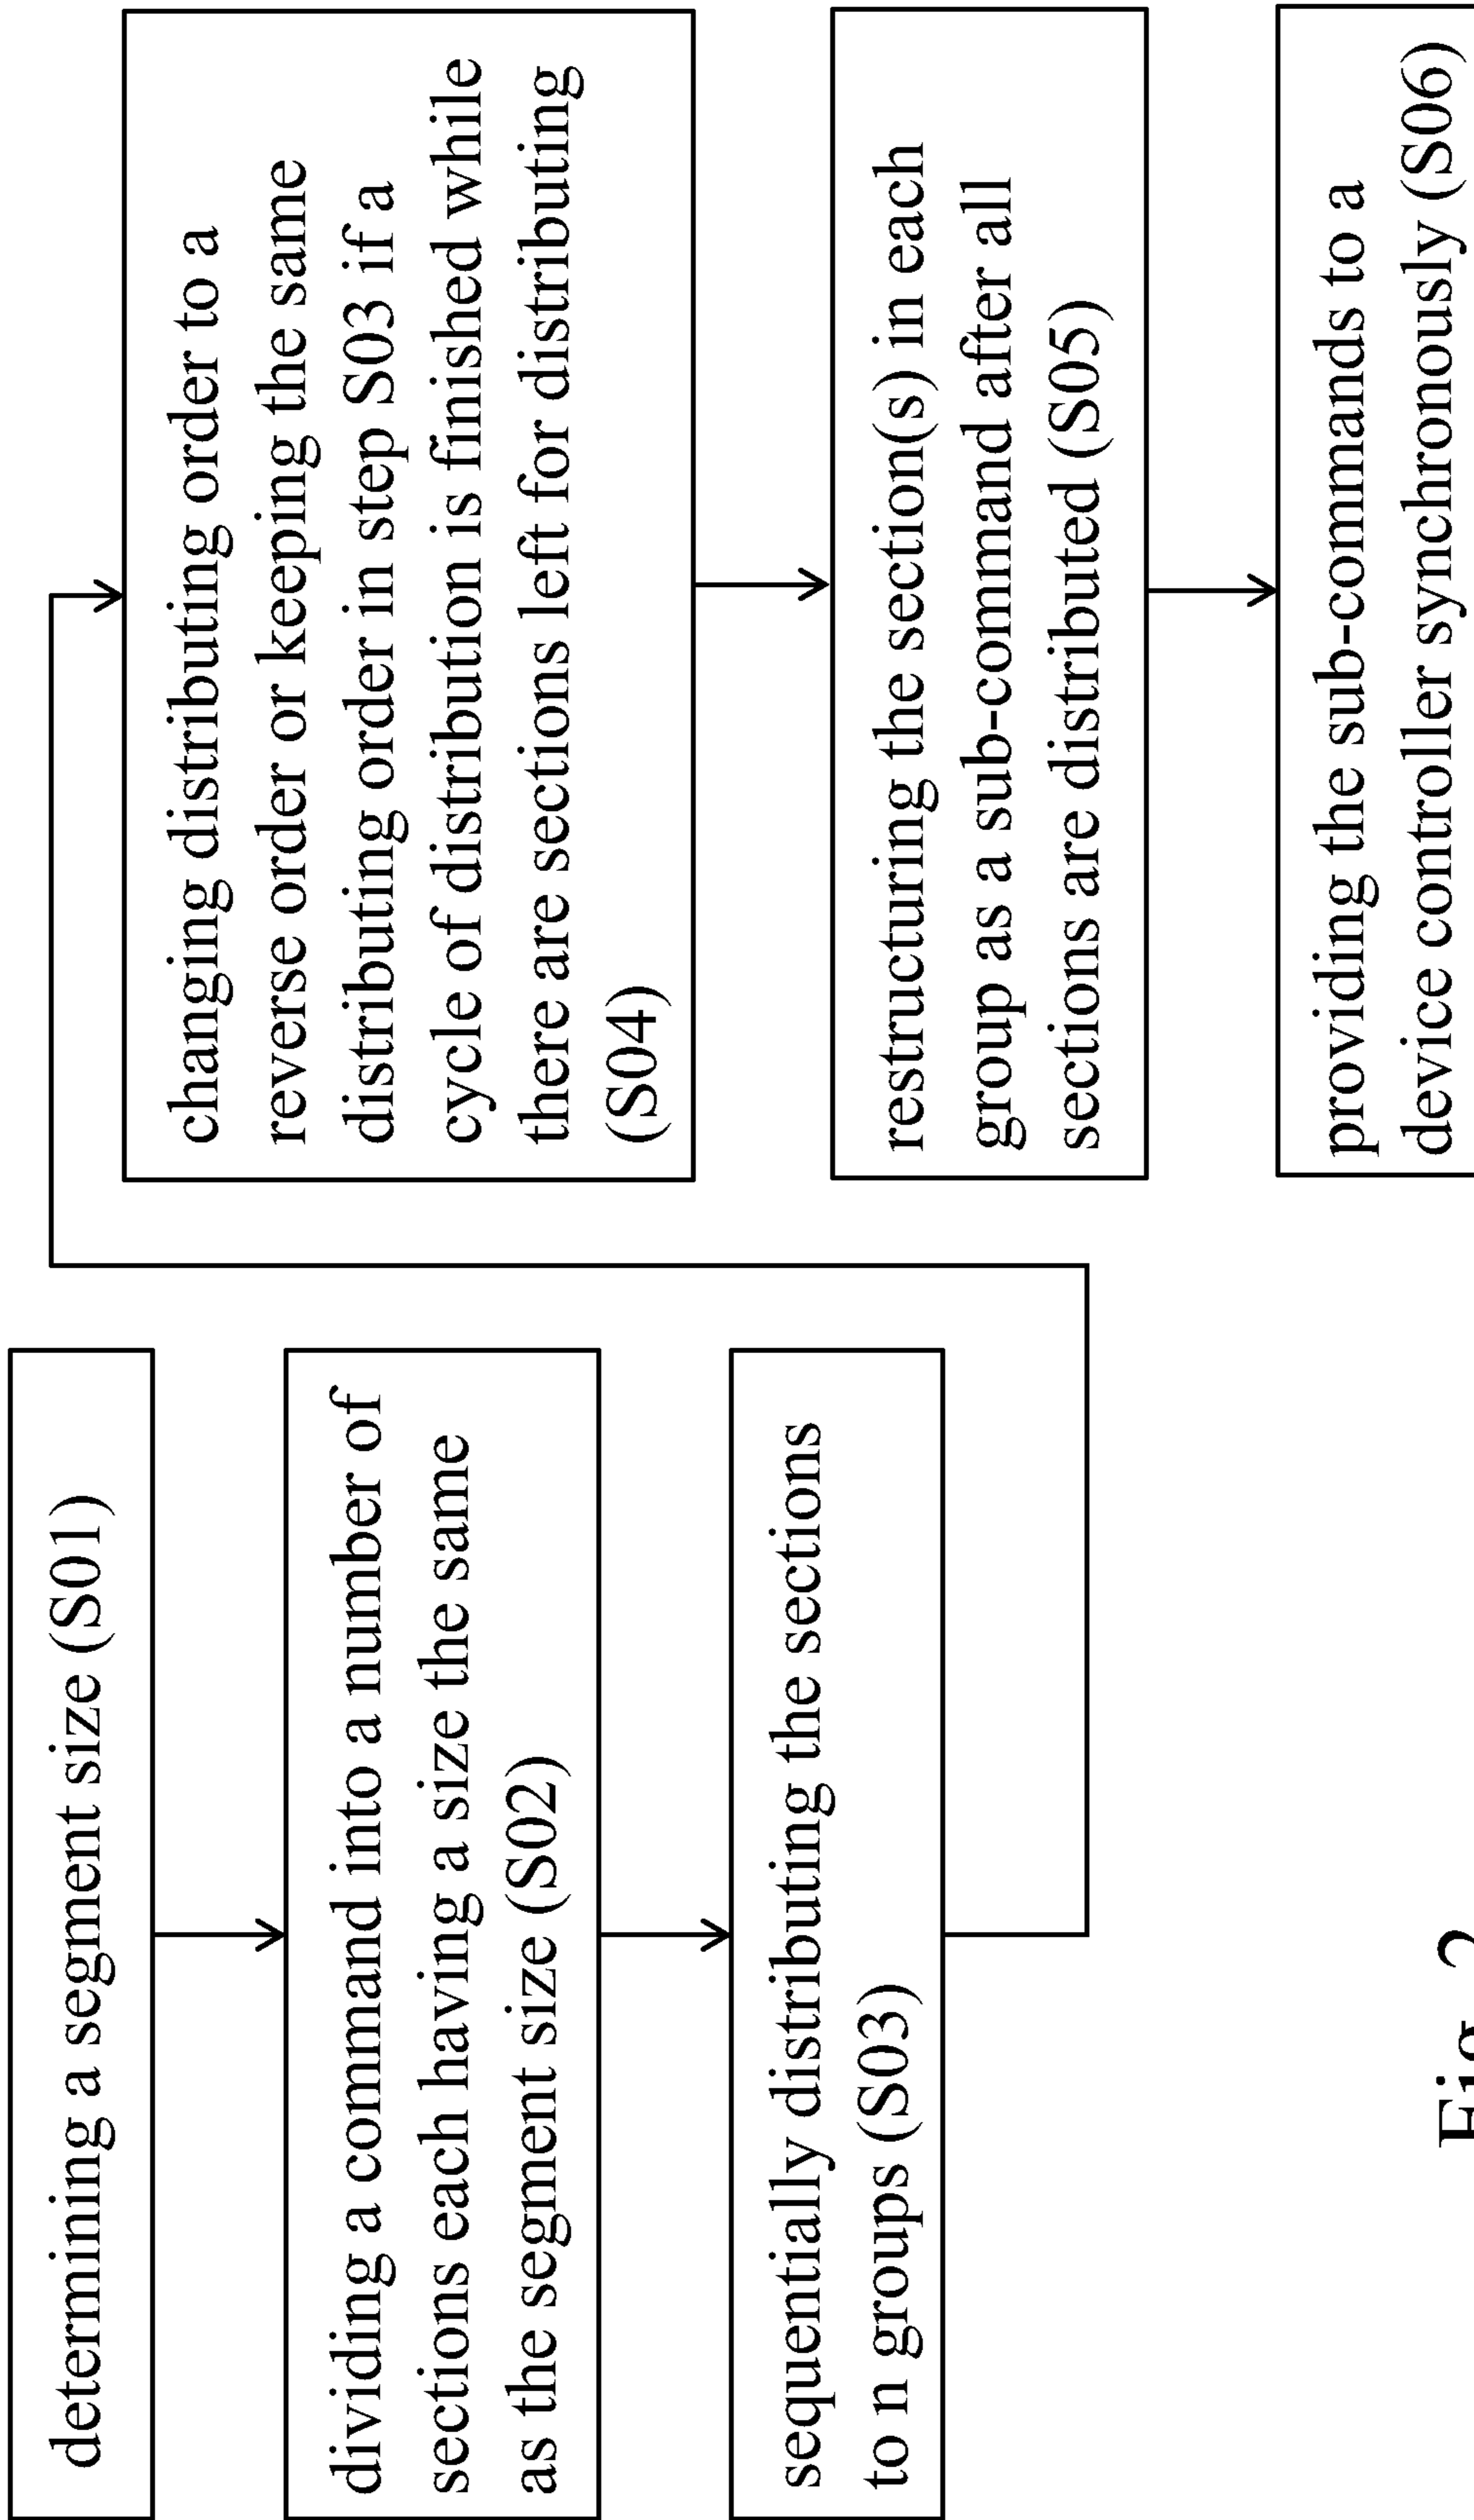 determining a segment size (S01)
dividing a command into a number of
sections each having a size the same
as the segment size (S02)
sequentially distributing the sections
to n groups (S03)
changing distributing order to a
reverse order or keeping the same
distributing order in step S03 if a
cycle of distribution is finished while
there are sections left for distributing
(S04)
restructuring the section(s) in each
group as a sub-command after all
sections are distributed (S05)
providing the sub-commands to a
device controller synchronously (S06)
Fig.